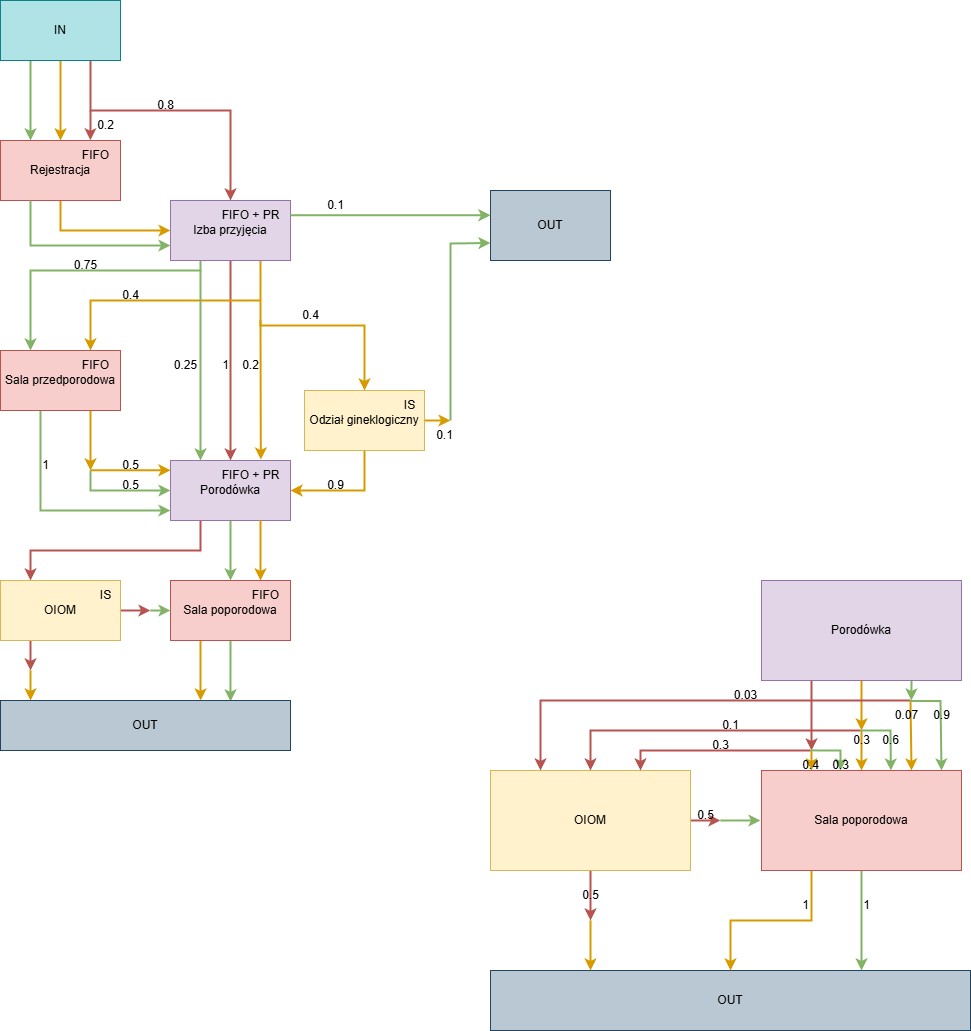 IN
0.8
0.2
FIFO
Rejestracja
0.1
FIFO + PR
Izba przyjęcia
OUT
0.75
0.4
0.4
0.25
1
0.2
FIFO
Sala przedporodowa
IS
Odział gineklogiczny
0.1
1
0.5
0.5
FIFO + PR
Porodówka
0.9
IS
OIOM
FIFO
Sala poporodowa
OUT
Porodówka
0.03
0.07
0.9
0.1
0.3
0.6
0.3
0.4
0.3
OIOM
0.5
Sala poporodowa
0.5
1
1
OUT